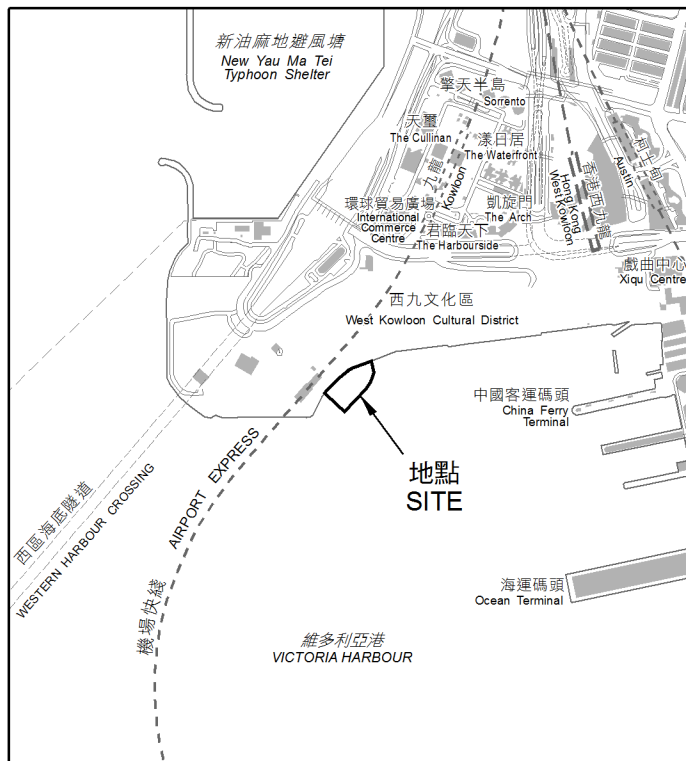 新油麻地避風塘
New Yau Ma Tei
Typhoon Shelter
擎天半島
Sorrento
天璽
The Cullinan
漾日居
The Waterfront
九龍
Kowloon
環球貿易廣場
International
Commerce
Centre
凱旋門
The Arch
君臨天下
The Harbourside
香港西九龍
Hong Kong
West Kowloon
柯士甸
Austin
戲曲中心
Xiqu Centre
西九文化區
West Kowloon Cultural District
中國客運碼頭
China Ferry
Terminal
地點
SITE
西區海底隧道
WESTERN HARBOUR CROSSING
機場快綫
AIRPORT EXPRESS
海運碼頭
Ocean Terminal
維多利亞港
VICTORIA HARBOUR